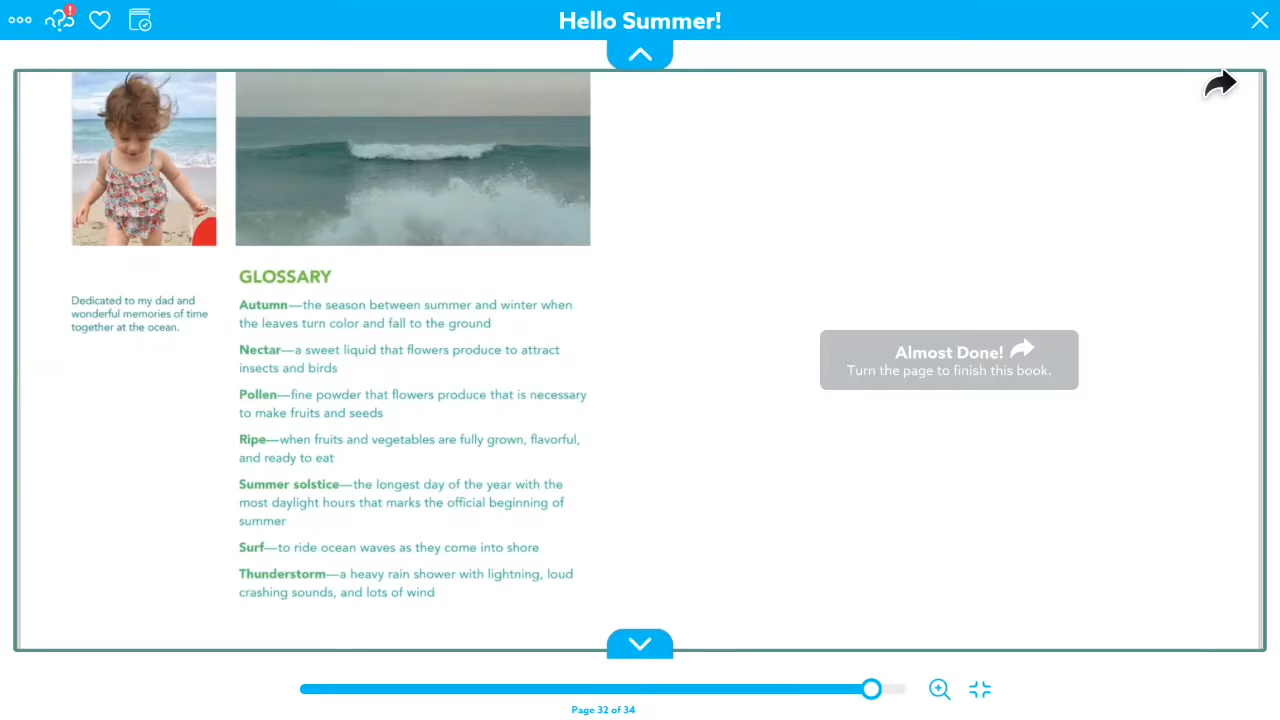 Hello Summer!
Dedicated to my dad and
wonderful memories of time
together at the ocean.
GLOSSARY
Autumn—the season between summer and winter when
the leaves turn color and fall to the ground
Nectar—a sweet liquid that flowers produce to attract
insects and birds
Pollen—fine powder that flowers produce that is necessary
to make fruits and seeds
Ripe—when fruits and vegetables are fully grown, flavorful,
and ready to eat
Summer solstice—the longest day of the year with the
most daylight hours that marks the official beginning of
summer
Surf—to ride ocean waves as they come into shore
Thunderstorm—a heavy rain shower with lightning, loud
crashing sounds, and lots of wind
Almost Done!
Turn the page to finish this book.
Page 32 of 34